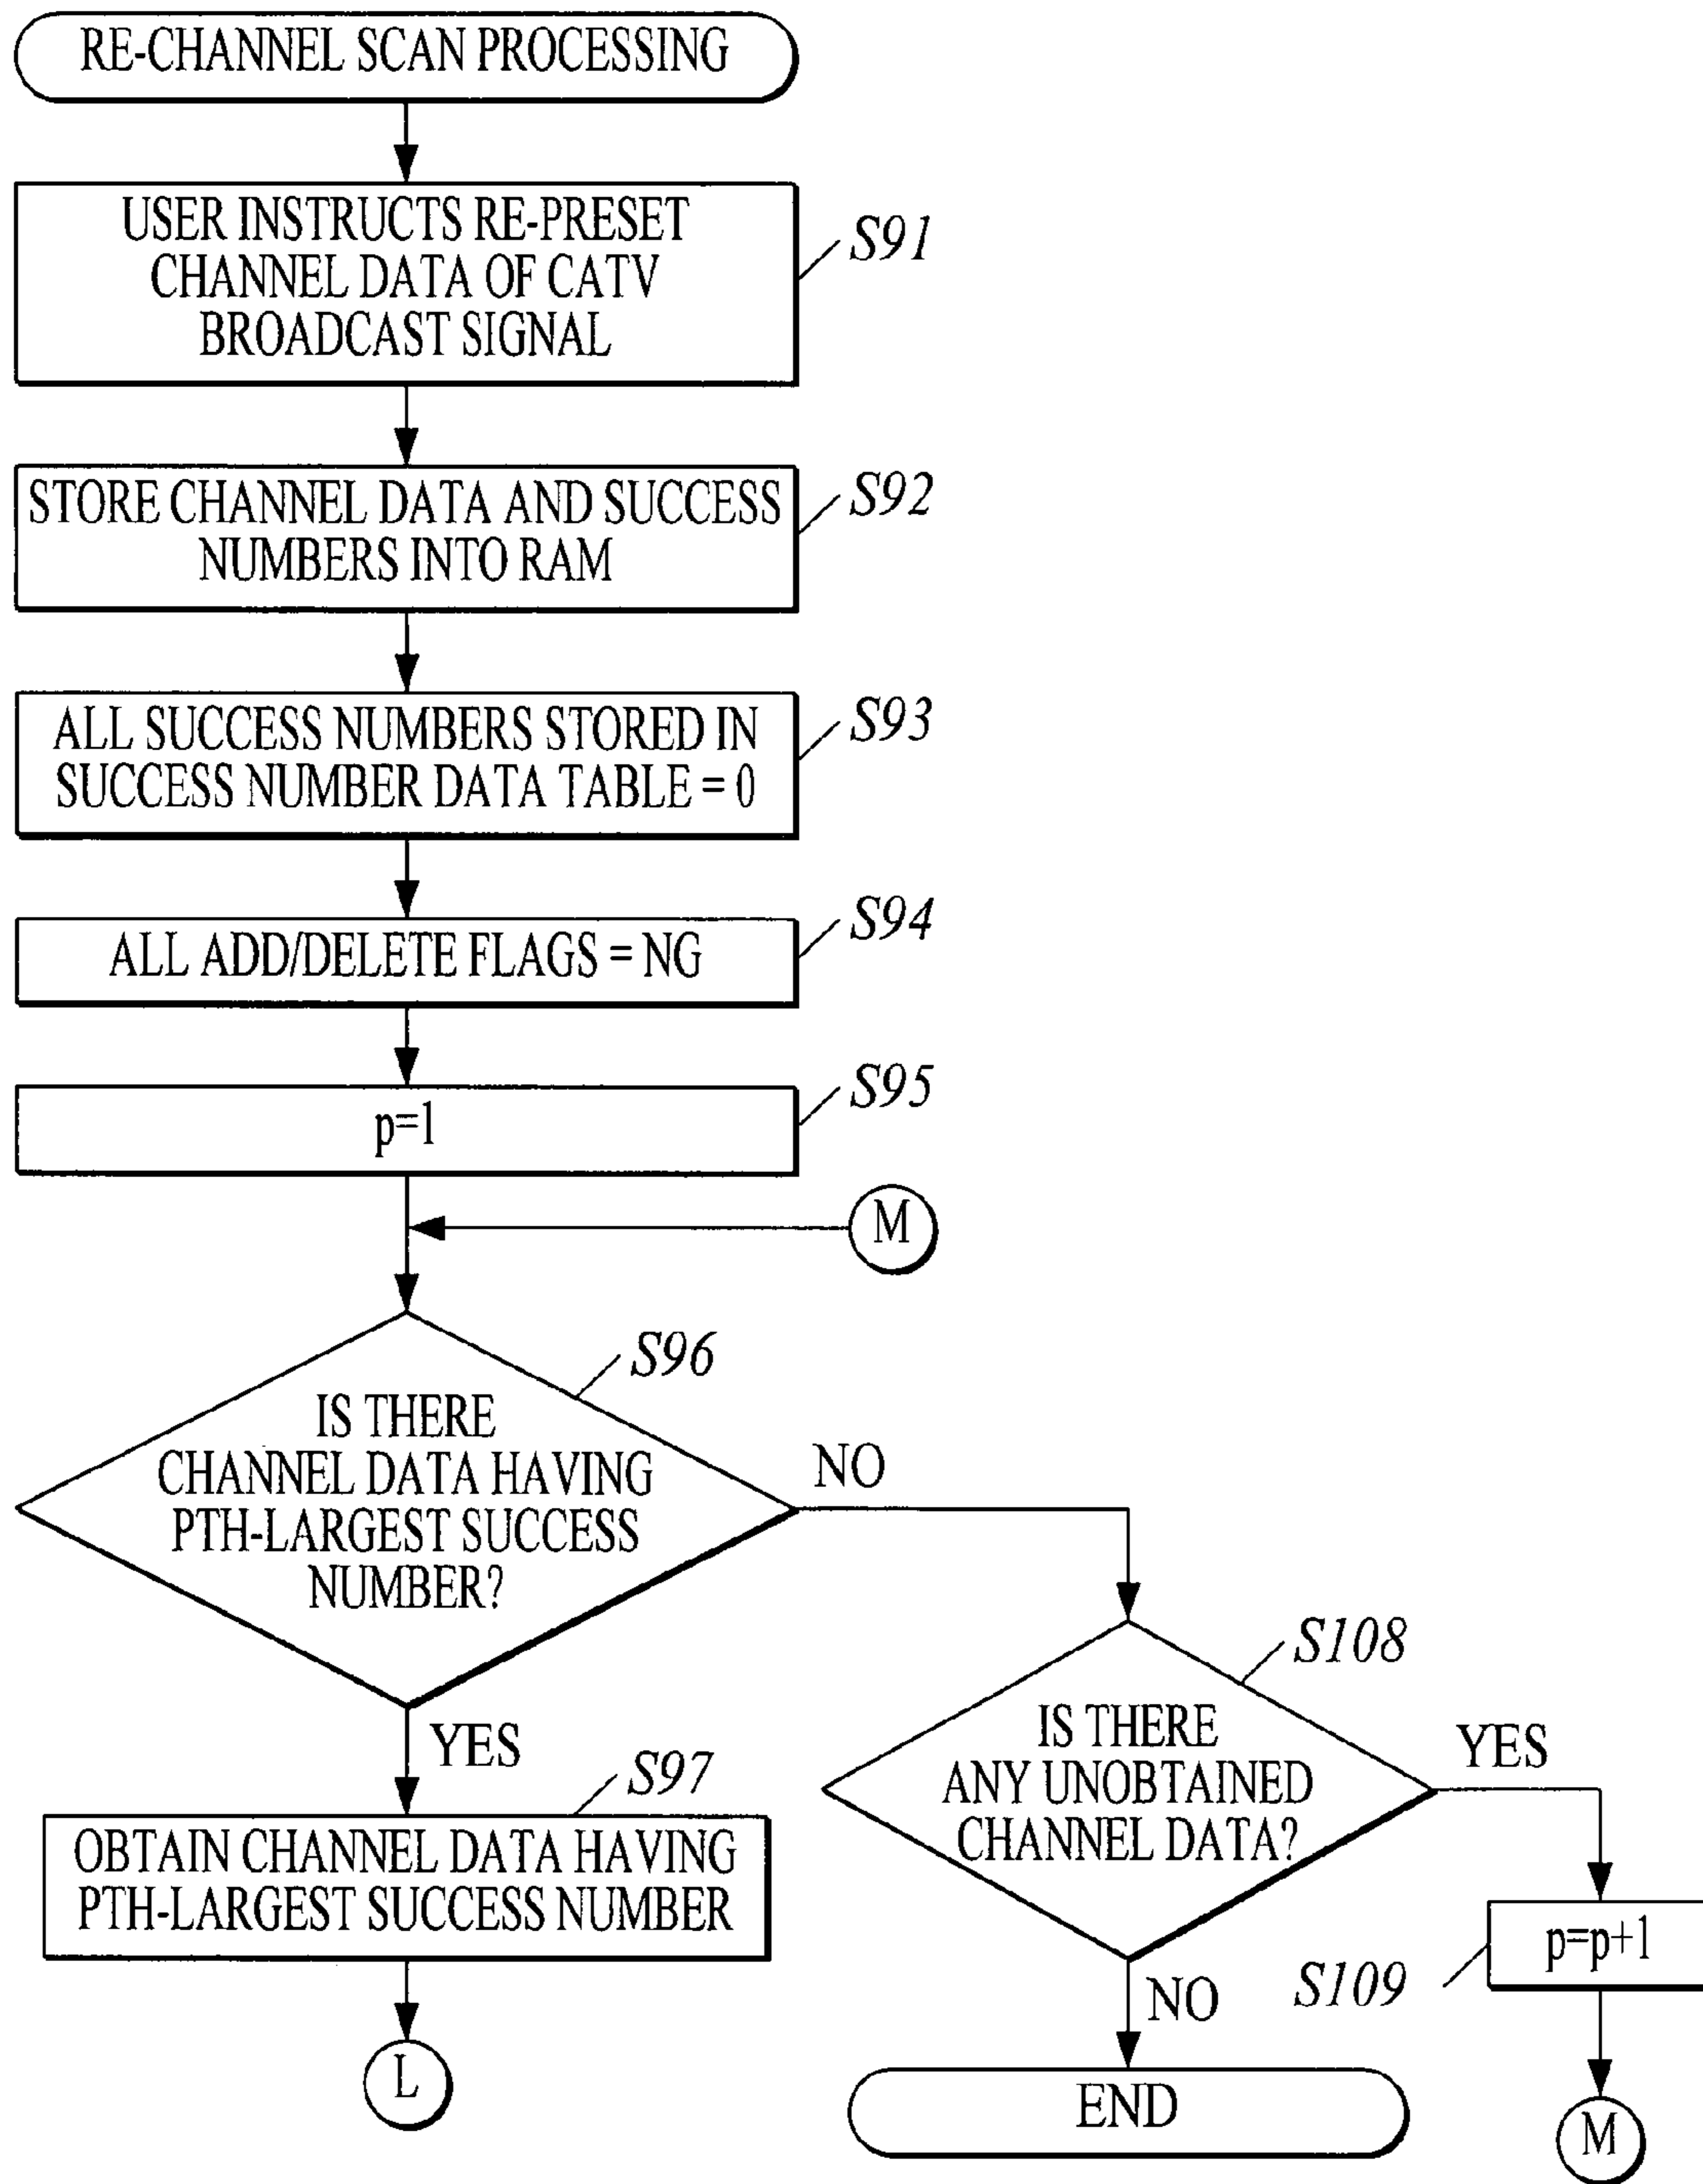 RE-CHANNEL SCAN PROCESSING
USER INSTRUCTS RE-PRESET
CHANNEL DATA OF CATV
BROADCAST SIGNAL
S91
STORE CHANNEL DATA AND SUCCESS
NUMBERS INTO RAM
S92
ALL SUCCESS NUMBERS STORED IN
SUCCESS NUMBER DATA TABLE = 0
S93
ALL ADD/DELETE FLAGS = NG
S94
p=1
S95
M
IS THERE
CHANNEL DATA HAVING
PTH-LARGEST SUCCESS
NUMBER?
S96
NO
YES
OBTAIN CHANNEL DATA HAVING
PTH-LARGEST SUCCESS NUMBER
S97
L
IS THERE
ANY UNOBTAINED
CHANNEL DATA?
S108
YES
NO
p=p+1
S109
END
M